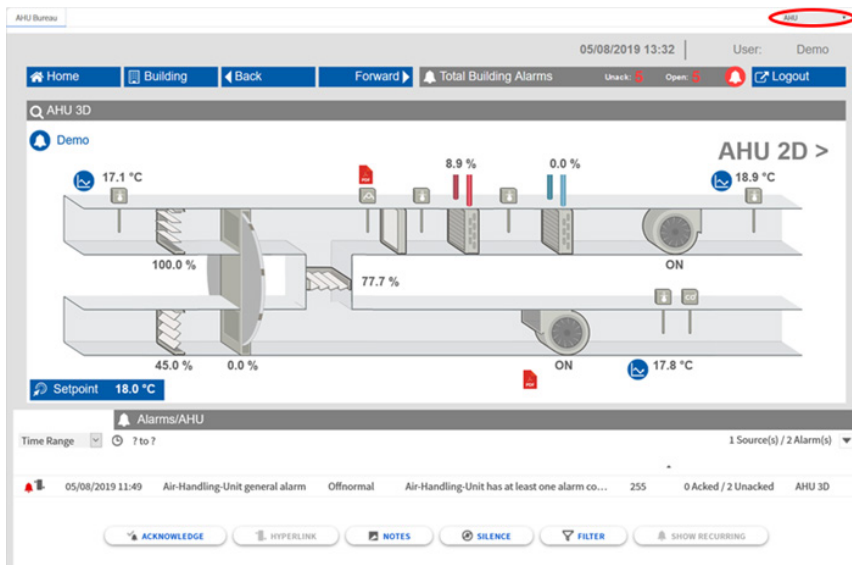 AHU Bureau AHU
05/08/2019 13:32 User: Demo
Home Building Back Forward Total Building Alarms Unack: 5 Open: 5 Logout
AHU 3D
Demo
AHU 2D >
17.1 °C PDF 8.9 % 0.0 % 18.9 °C
100.0 % 77.7 % ON
45.0 % 0.0 % PDF ON 17.8 °C
Setpoint 18.0 °C
Alarms/AHU
Time Range ? to ? 1 Source(s) / 2 Alarm(s)
05/08/2019 11:49 Air-Handling-Unit general alarm Offnormal Air-Handling-Unit has at least one alarm co... 255 0 Acked / 2 Unacked AHU 3D
ACKNOWLEDGE HYPERLINK NOTES SILENCE FILTER SHOW RECURRING